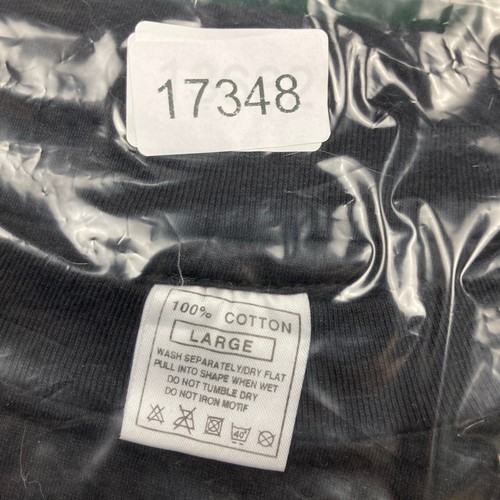 17348
100% COTTON
LARGE
WASH SEPARATELY/DRY FLAT
PULL INTO SHAPE WHEN WET
DO NOT TUMBLE DRY
DO NOT IRON MOTIF
40°